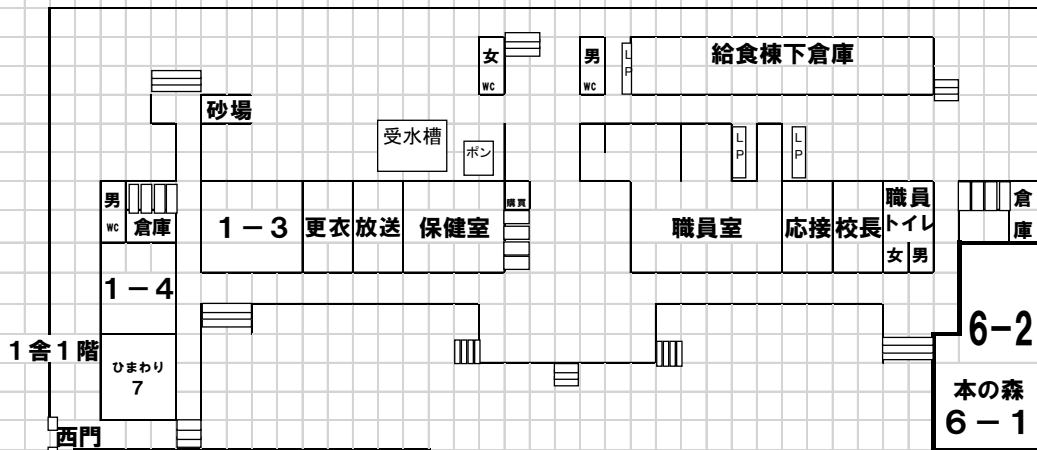 女
WC
男
WC
LP
給食棟下倉庫
砂場
受水槽
ポン
LP
LP
男
WC
倉庫
1－3
更衣
放送
保健室
購買
職員室
応接
校長
職員
トイレ
女
男
倉庫
1－4
6-2
1舎1階
ひまわり
7
本の森
6－1
西門